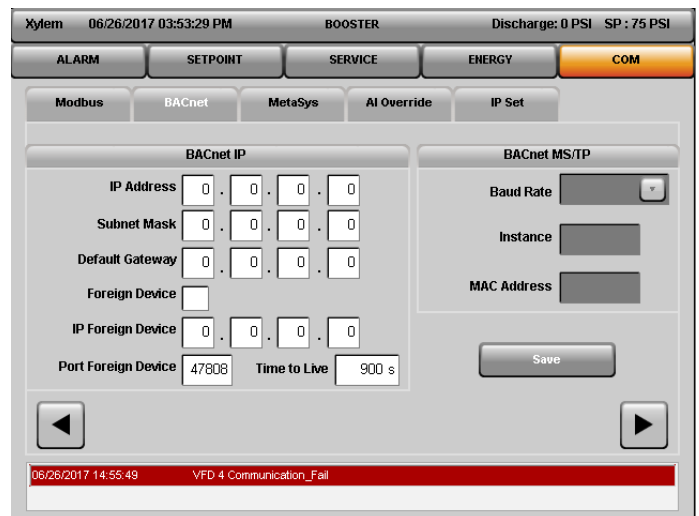 Xylem 06/26/2017 03:53:29 PM BOOSTER Discharge: 0 PSI SP : 75 PSI
ALARM SETPOINT SERVICE ENERGY COM
Modbus BACnet MetaSys AI Override IP Set
BACnet IP BACnet MS/TP
IP Address 0 . 0 . 0 . 0 Baud Rate
Subnet Mask 0 . 0 . 0 . 0
Instance
Default Gateway 0 . 0 . 0 . 0
MAC Address
Foreign Device
IP Foreign Device 0 . 0 . 0 . 0
Save
Port Foreign Device 47808 Time to Live 900 s
06/26/2017 14:55:49 VFD 4 Communication_Fail